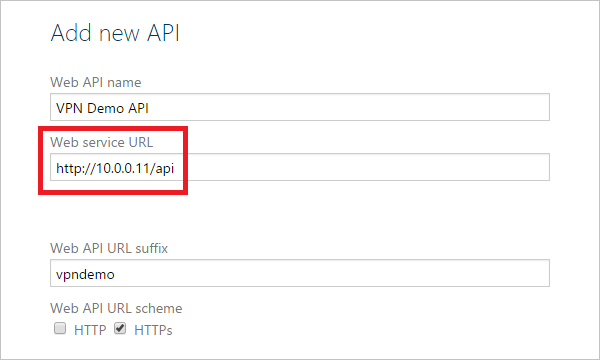 Add new API
Web API name
VPN Demo API
Web service URL
http://10.0.0.11/api
Web API URL suffix
vpndemo
Web API URL scheme
HTTP HTTPs